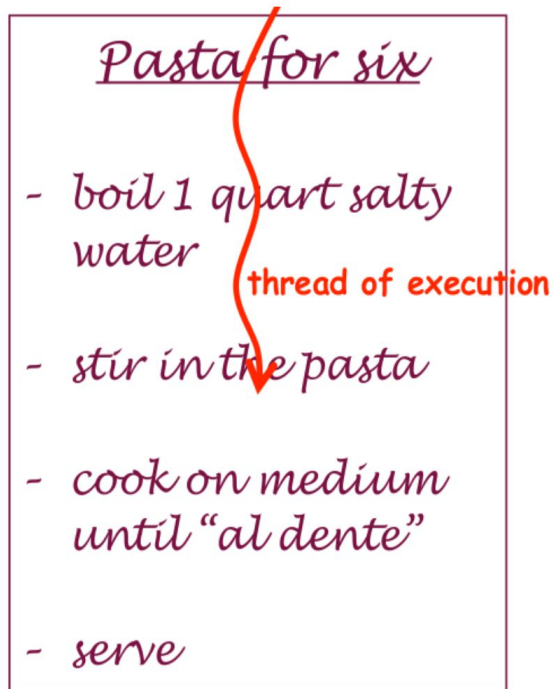 Pasta for six
- boil 1 quart salty
water
thread of execution
- stir in the pasta
- cook on medium
until “al dente”
- serve